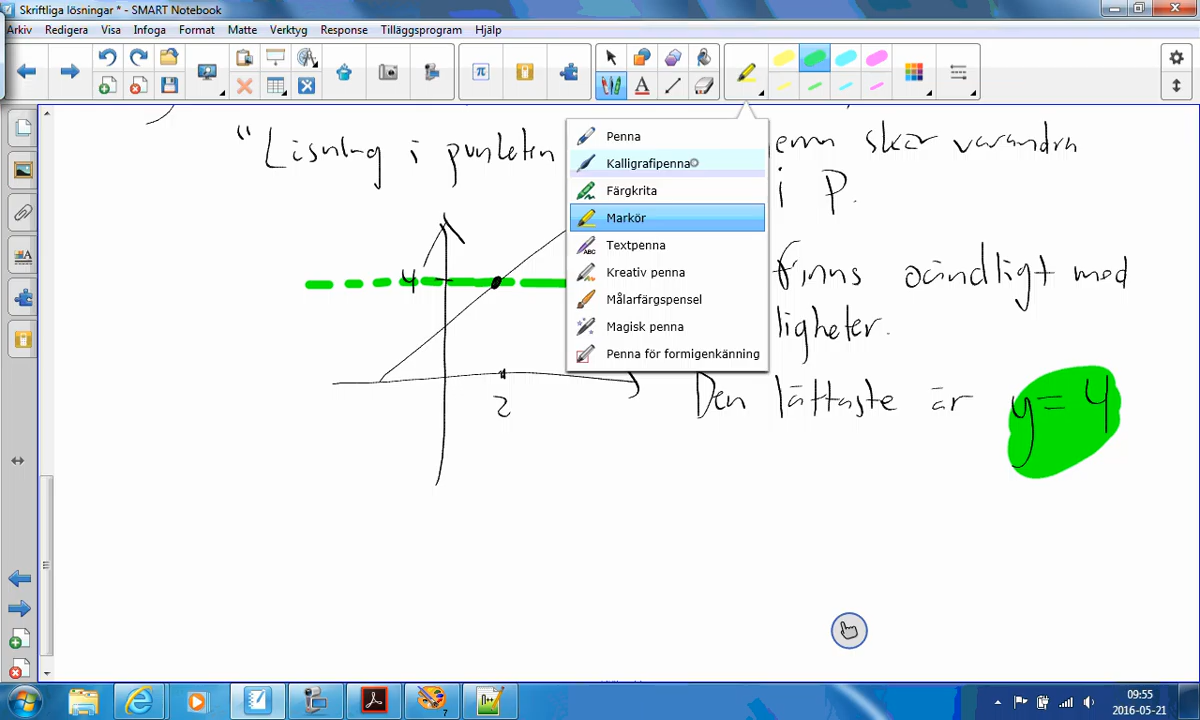 Skriftliga lösningar * - SMART Notebook
Arkiv Redigera Visa Infoga Format Matte Verktyg Response Tilläggsprogram Hjälp
"Lösning i punkten
enn skär varandra
i P.
Penna
Kalligrafipenna
Färgkrita
Markör
Textpenna
Kreativ penna
Målarfärgspensel
Magisk penna
Penna för formigenkänning
4
2
finns oändligt med
ligheter.
Den lättaste är y=4
09:55
2016-05-21